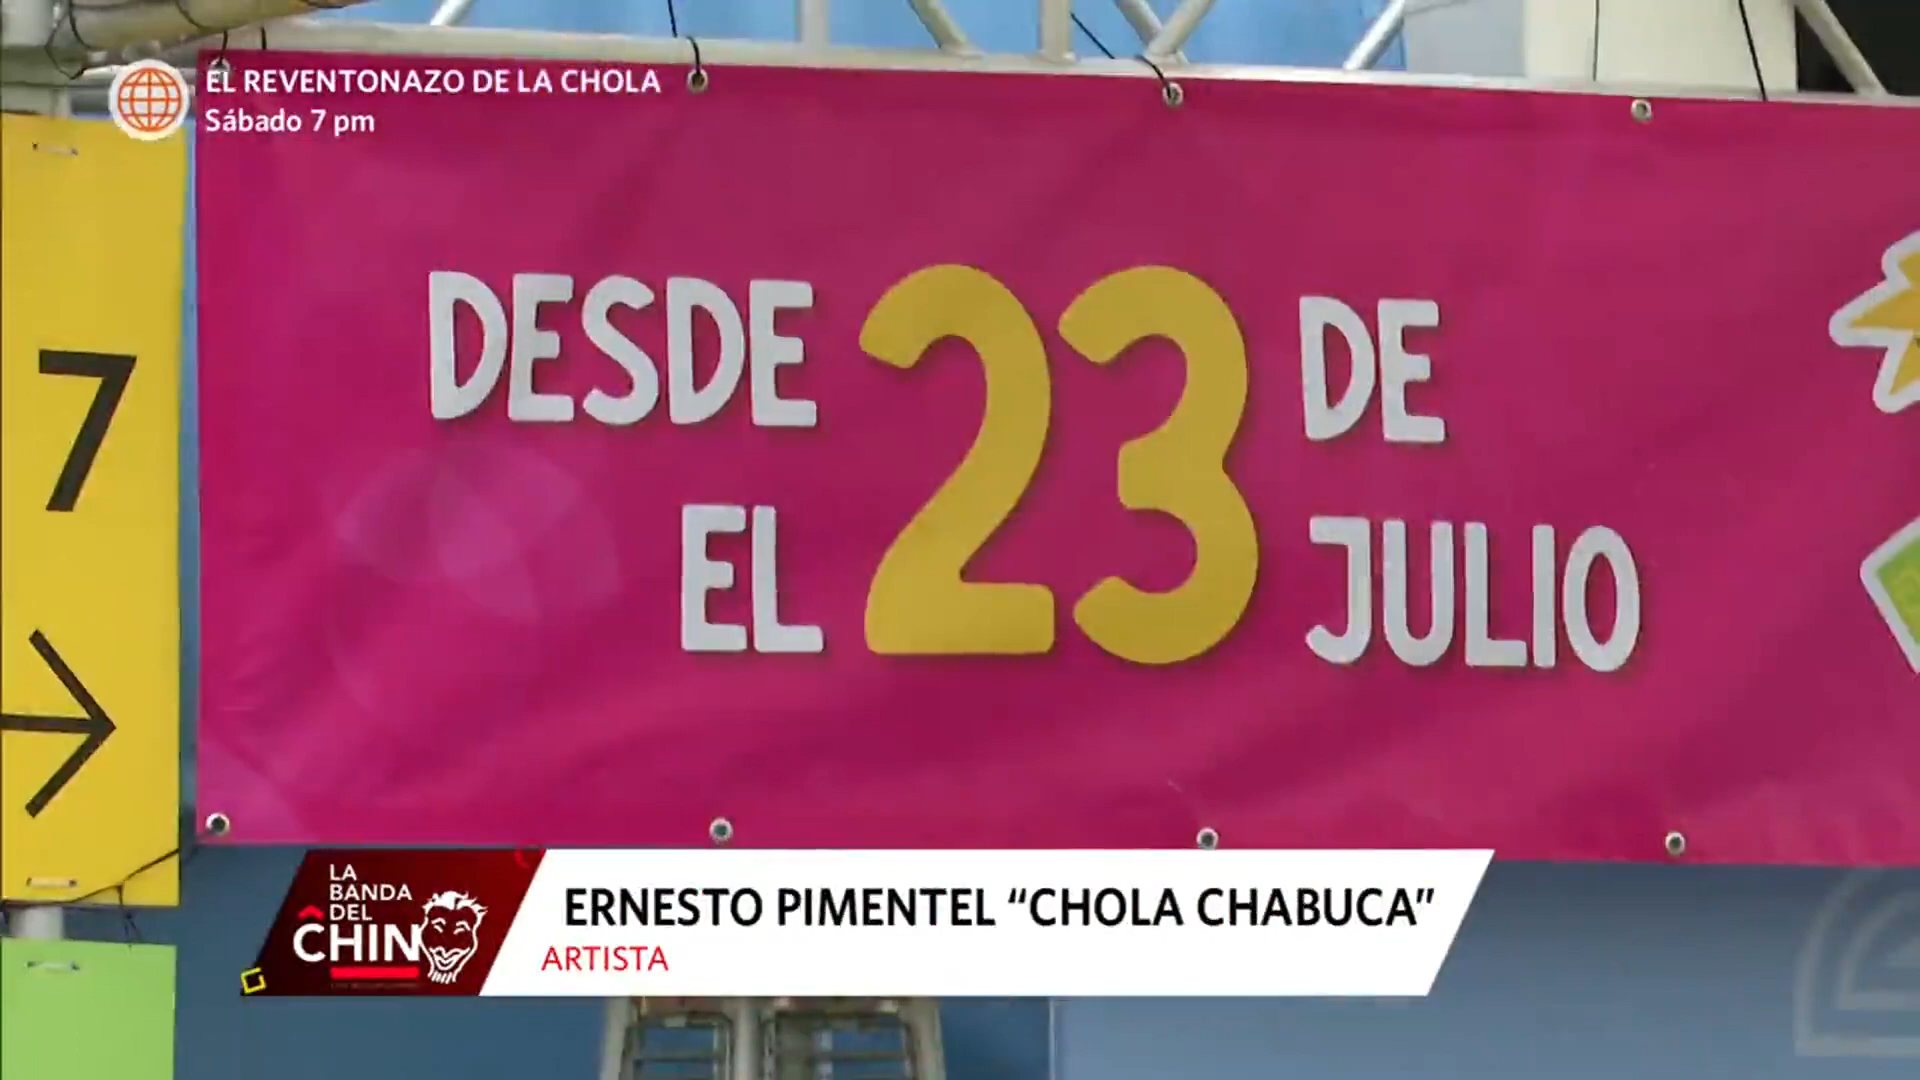 EL REVENTONAZO DE LA CHOLA
Sábado 7 pm
7
DESDE
EL
23
DE
JULIO
LA
BANDA
DEL
CHINO
ERNESTO PIMENTEL “CHOLA CHABUCA”
ARTISTA